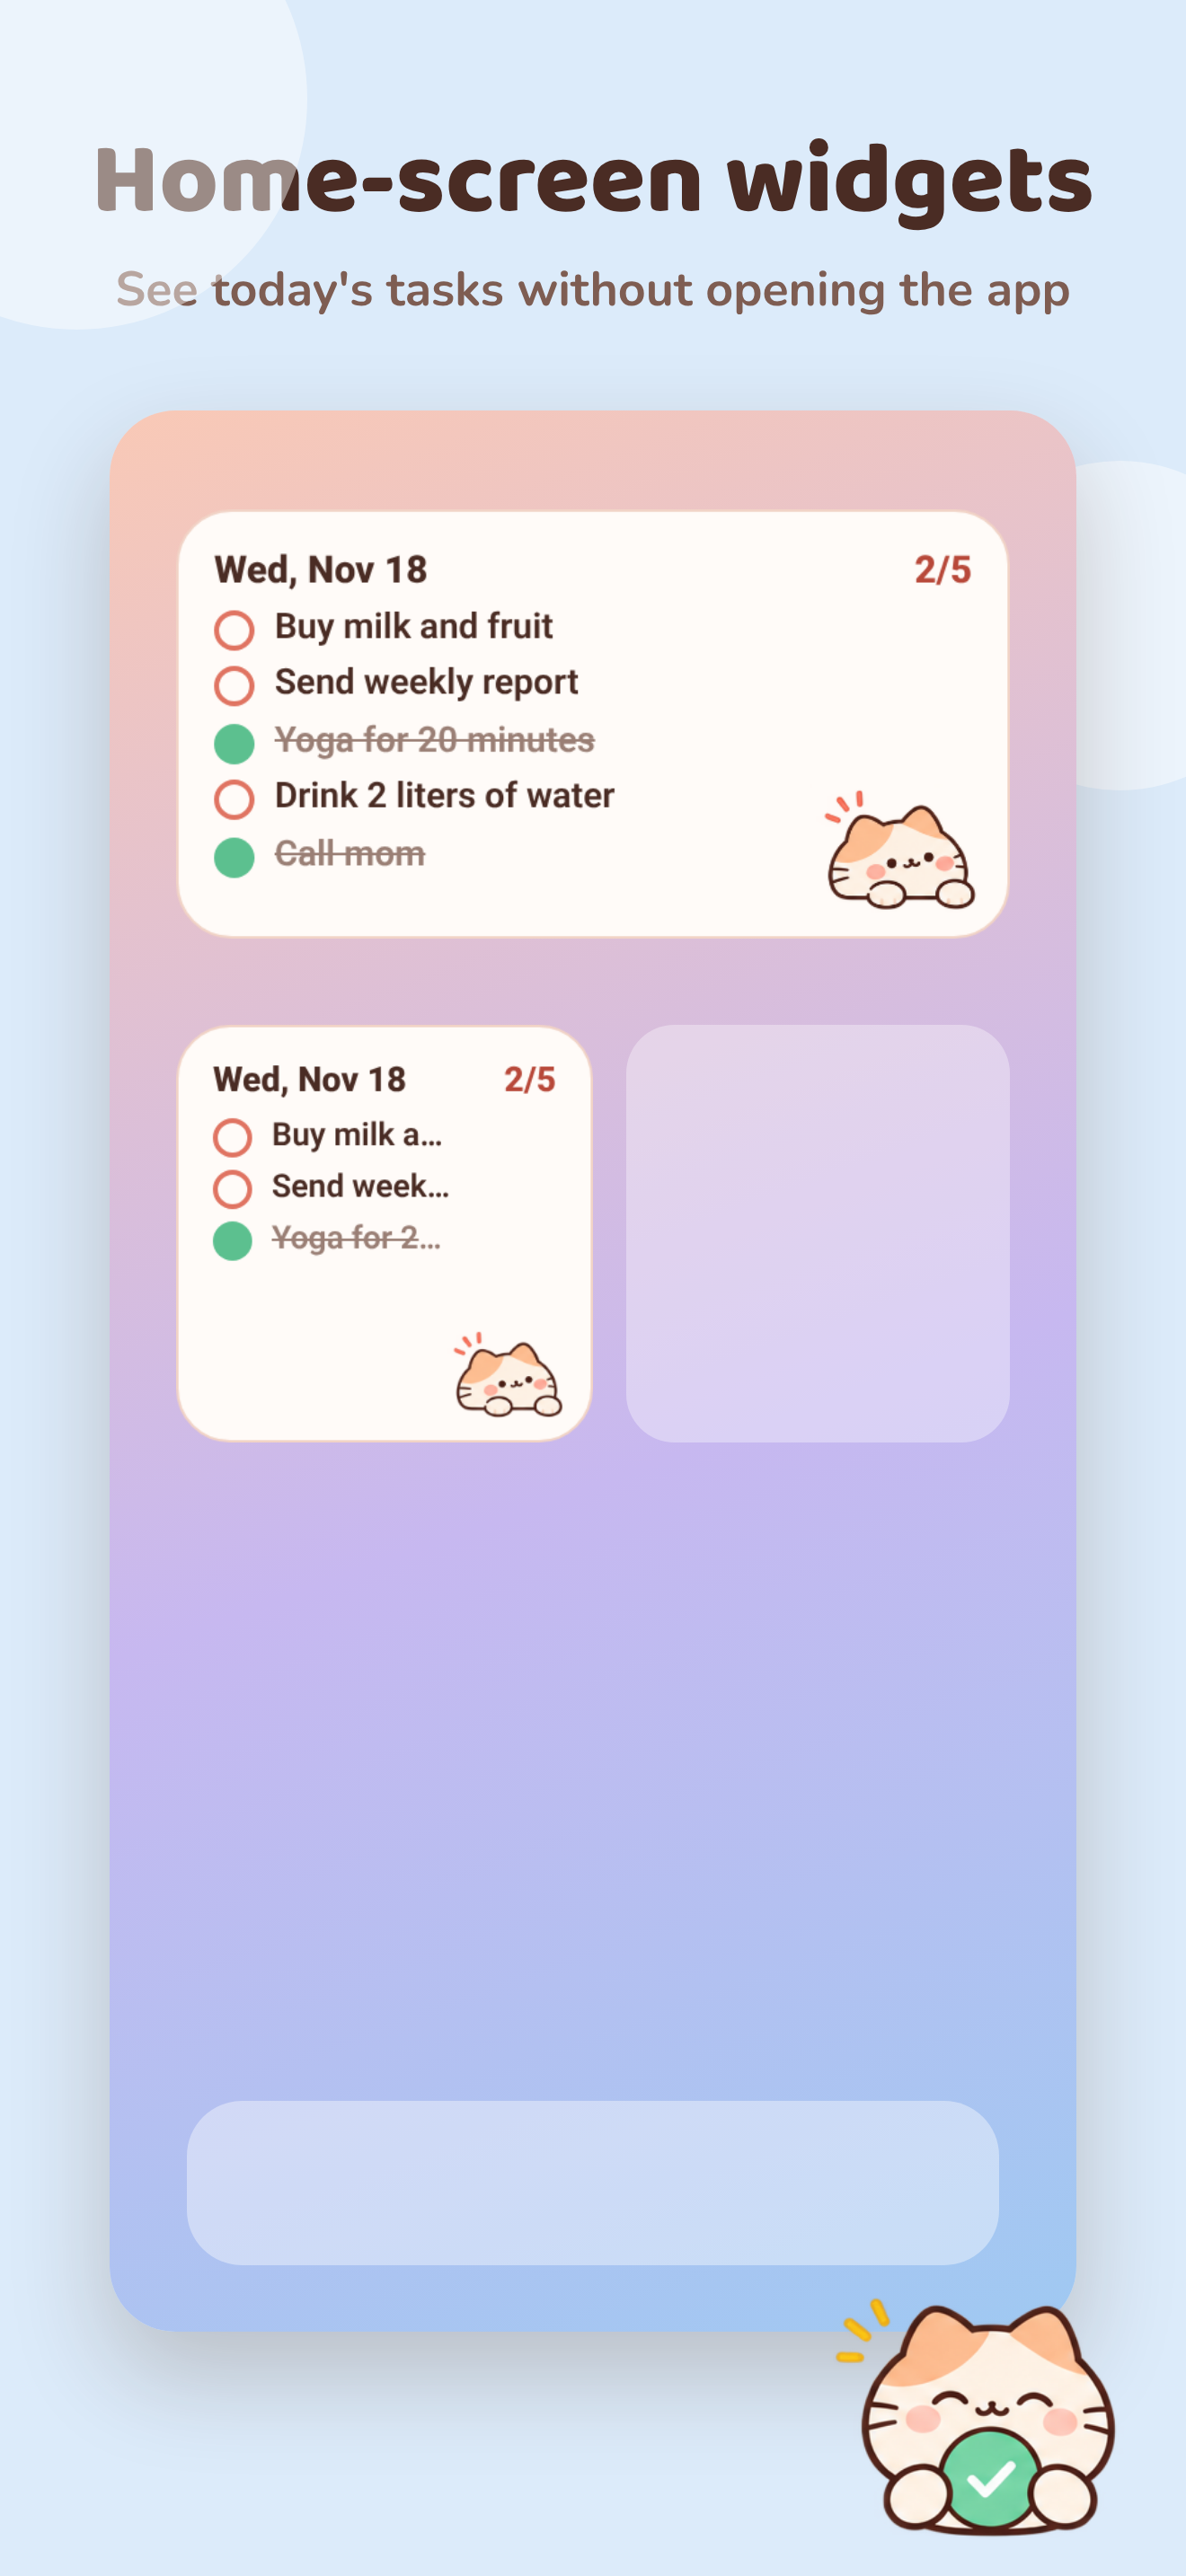 Home-screen widgets
See today's tasks without opening the app
Wed, Nov 18 2/5
Buy milk and fruit
Send weekly report
Yoga for 20 minutes
Drink 2 liters of water
Call mom
Wed, Nov 18 2/5
Buy milk a...
Send week...
Yoga for 2...